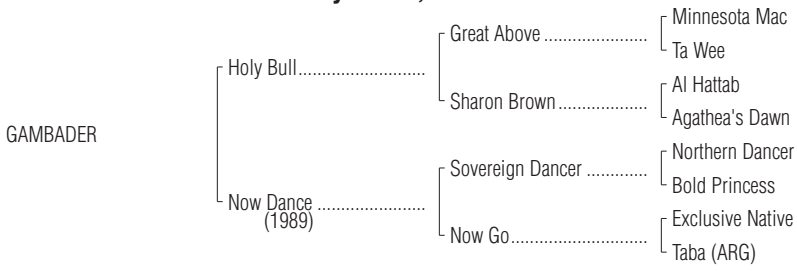 Minnesota Mac
Great Above ........................
Ta Wee
Holy Bull...........................
Al Hattab
Sharon Brown ....................
Agathea's Dawn
GAMBADER
Northern Dancer
Sovereign Dancer ..............
Bold Princess
Now Dance .......................
(1989)
Exclusive Native
Now Go..............................
Taba (ARG)